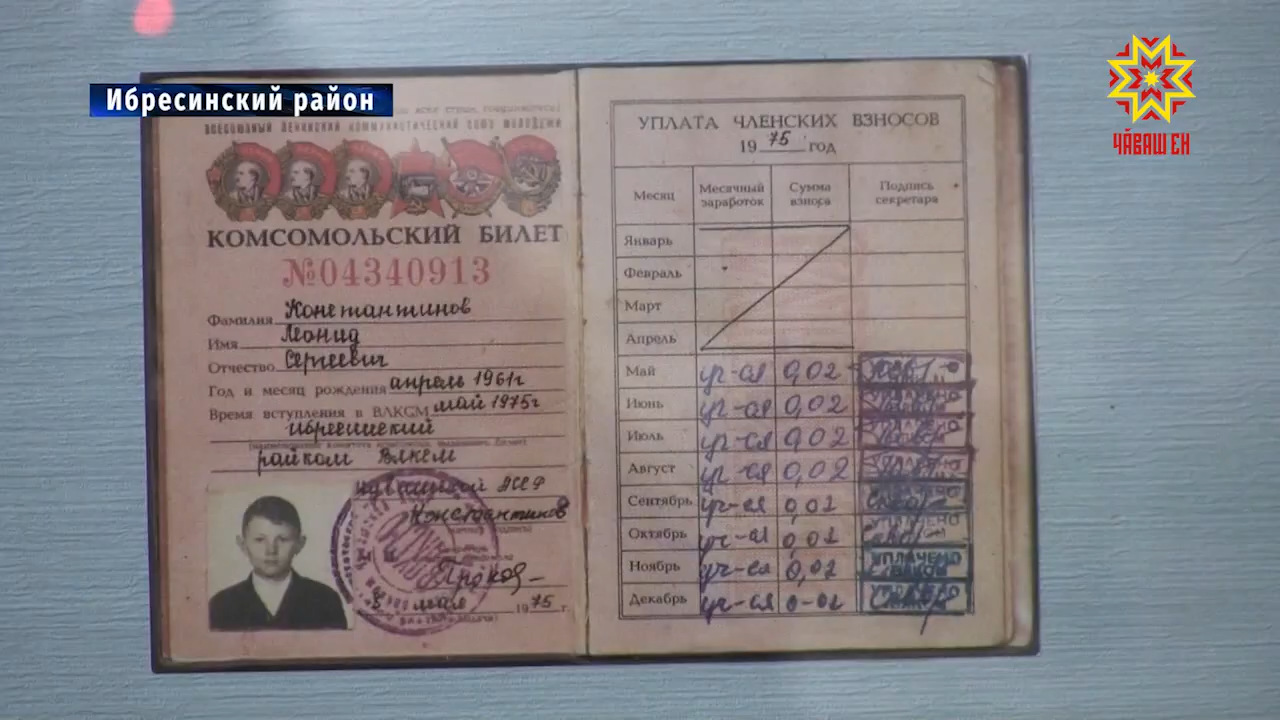 Ибресинский район
ЧӐВАШ ЕН
ВСЕСОЮЗНЫЙ ЛЕНИНСКИЙ КОММУНИСТИЧЕСКИЙ СОЮЗ МОЛОДЕЖИ
КОМСОМОЛЬСКИЙ БИЛЕТ
№04340913
Фамилия Константинов
Имя Леонид
Отчество Сергеевич
Год и месяц рождения апрель 1961г
Время вступления в ВЛКСМ май 1975г
Ибресинский
райком ВЛКСМ
Чувашской АССР
Константинов
мая 1975 г.
УПЛАТА ЧЛЕНСКИХ ВЗНОСОВ
1975 год
Месяц Месячный заработок Сумма взноса Подпись секретаря
Январь
Февраль
Март
Апрель
Май уч-ся 0,02
Июнь уч-ся 0,02
Июль уч-ся 0,02
Август уч-ся 0,02
Сентябрь уч-ся 0,02
Октябрь уч-ся 0,02
Ноябрь уч-ся 0,02 УПЛАЧЕНО
Декабрь уч-ся 0-02